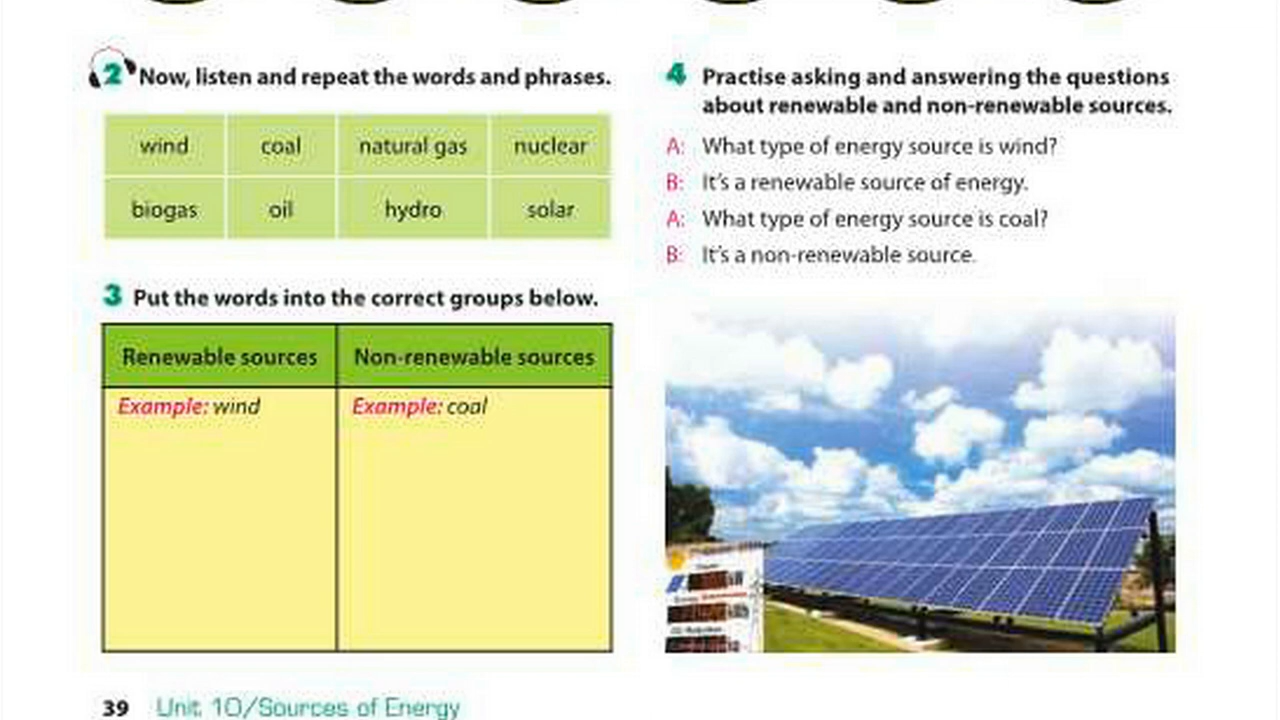 2 Now, listen and repeat the words and phrases.
wind coal natural gas nuclear
biogas oil hydro solar
3 Put the words into the correct groups below.
Renewable sources Non-renewable sources
Example: wind Example: coal
4 Practise asking and answering the questions
about renewable and non-renewable sources.
A: What type of energy source is wind?
B: It's a renewable source of energy.
A: What type of energy source is coal?
B: It's a non-renewable source.
39 Unit 10/Sources of Energy